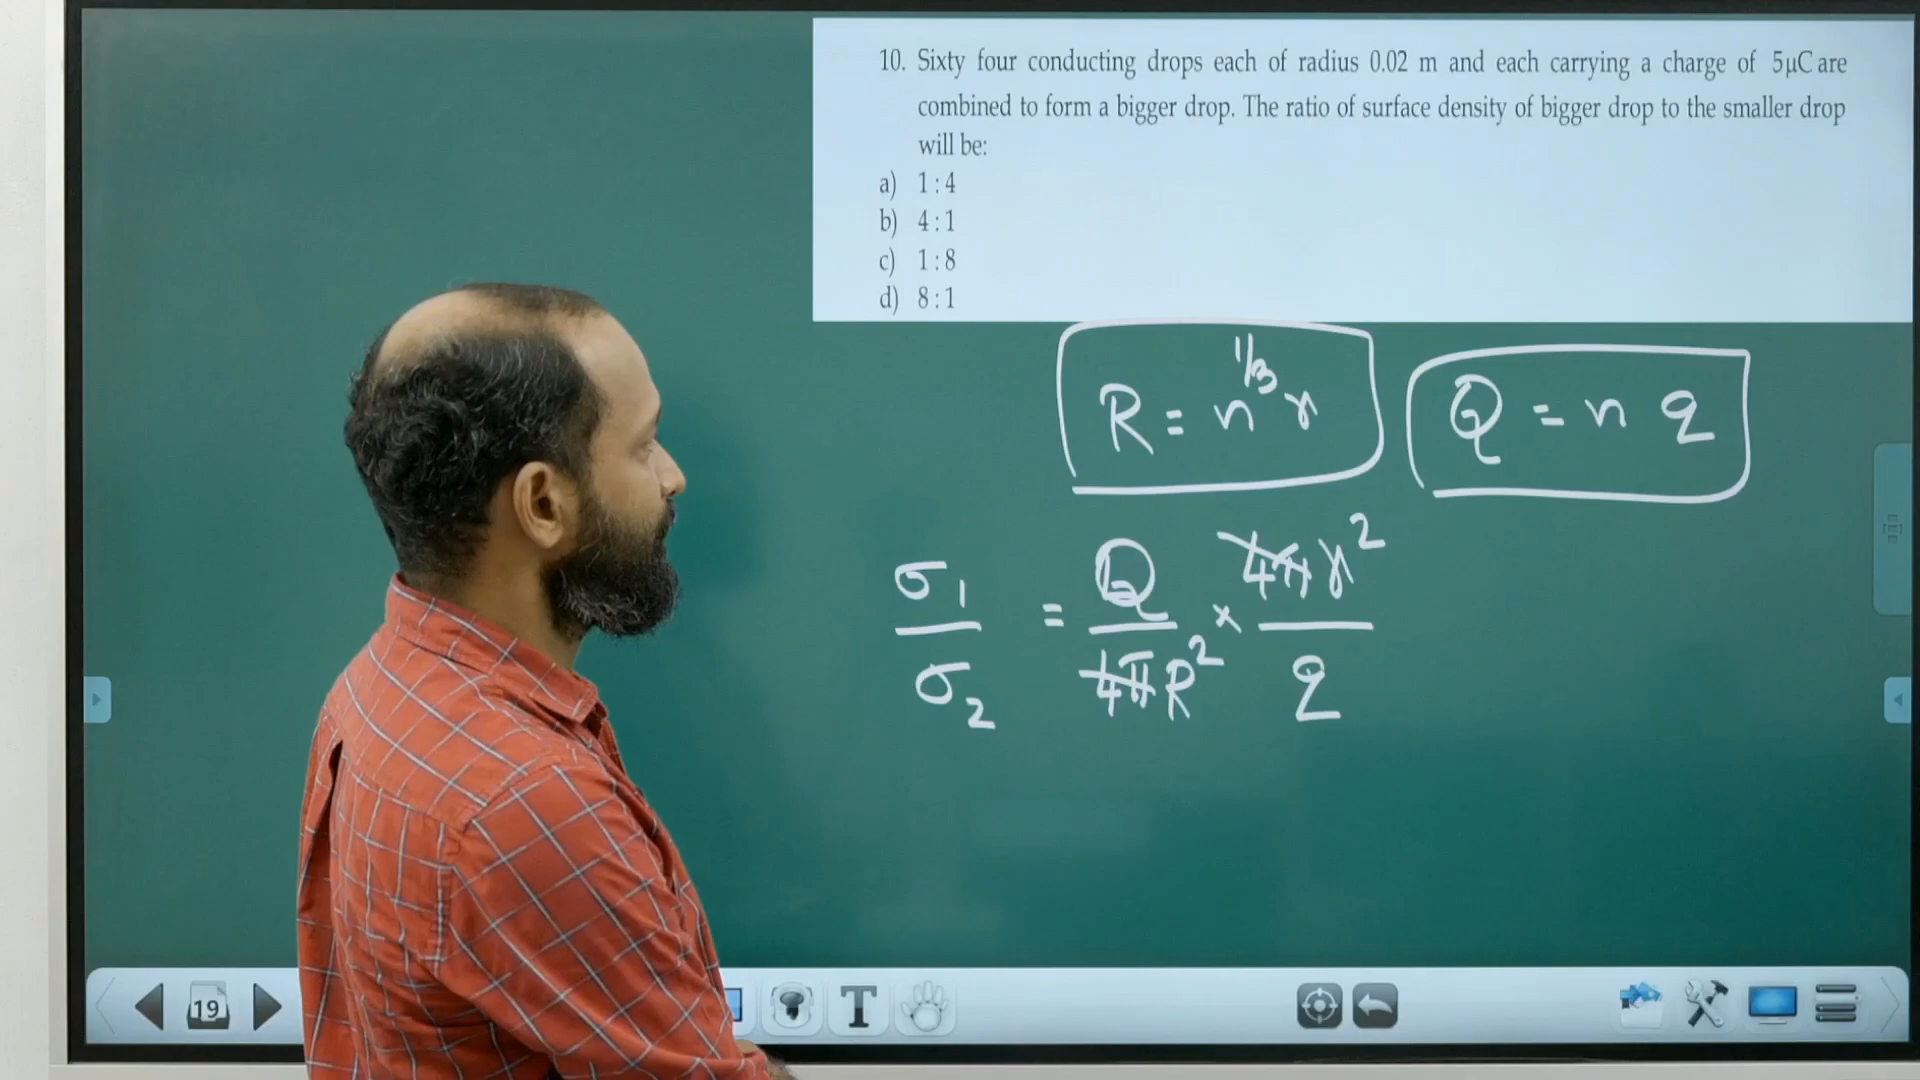 10. Sixty four conducting drops each of radius 0.02 m and each carrying a charge of 5μC are
combined to form a bigger drop. The ratio of surface density of bigger drop to the smaller drop
will be:
a) 1 : 4
b) 4 : 1
c) 1 : 8
d) 8 : 1
R = n^1/3 r
Q = n q
σ1/σ2 = Q/4πR² × 4πr²/q
19
T